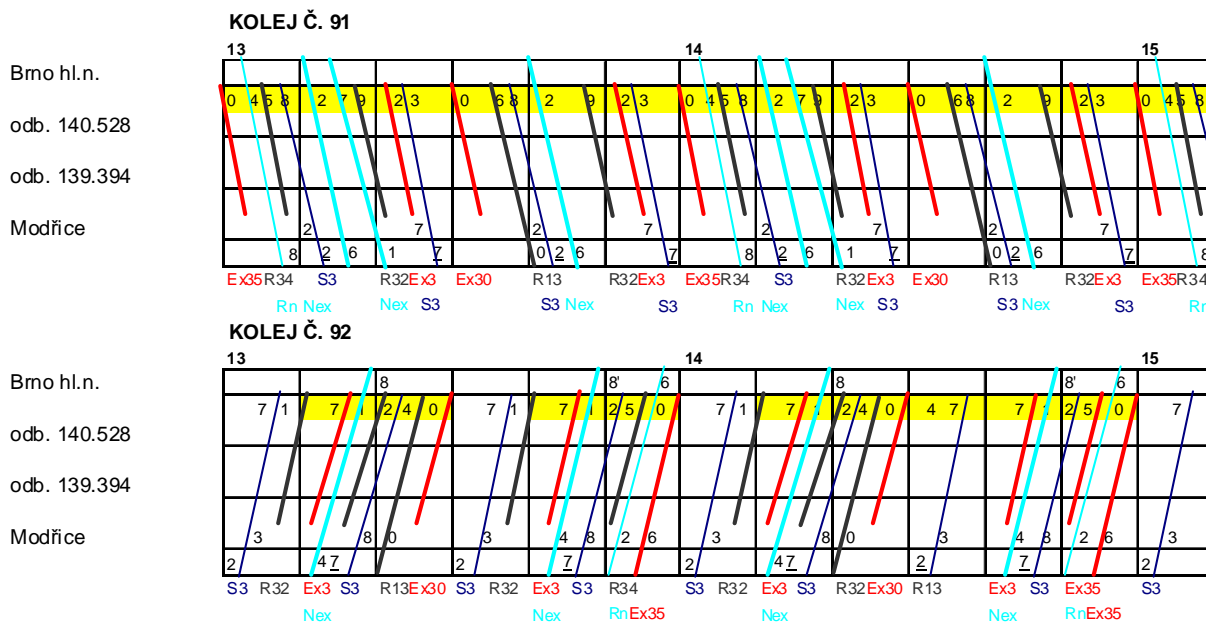 KOLEJ Č. 91
13 14 15
Brno hl.n.
0 4 5 8 2 7 9 2 3 0 6 8 2 9 2 3 0 4 5 8 2 7 9 2 3 0 6 8 2 9 2 3 0 4 5 8
odb. 140.528
odb. 139.394
Modřice
2 7 2 7 2 7 2 7
8 2 6 1 7 0 2 6 7 8 2 6 1 7 0 2 6 7 8
Ex35 R34 S3 R32 Ex3 Ex30 R13 R32 Ex3 Ex35 R34 S3 R32 Ex3 Ex30 R13 R32 Ex3 Ex35 R34
Rn Nex Nex S3 S3 Nex S3 Rn Nex Nex S3 S3 Nex S3 Rn
KOLEJ Č. 92
13 14 15
Brno hl.n.
8 8' 6 8 8' 6
7 1 7 1 2 4 0 7 1 7 1 2 5 0 7 1 7 1 2 4 0 4 7 7 1 2 5 0 7
odb. 140.528
odb. 139.394
Modřice
3 8 0 3 4 8 2 6 3 8 0 3 4 8 2 6 3
2 4 7 2 7 2 4 7 2 7 2
S3 R32 Ex3 S3 R13 Ex30 S3 R32 Ex3 S3 R34 S3 R32 Ex3 S3 R32 Ex30 R13 Ex3 S3 Ex35 S3
Nex Nex Rn Ex35 Nex Nex Rn Ex35